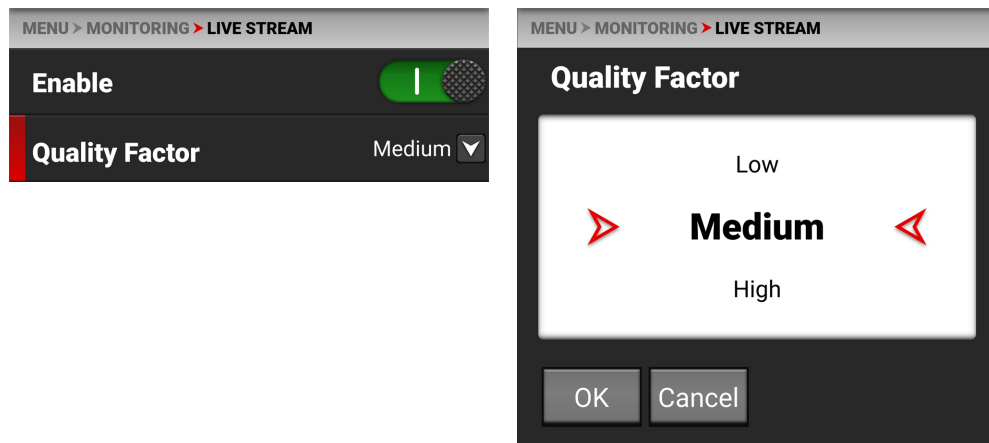 MENU > MONITORING > LIVE STREAM
Enable
Quality Factor Medium
MENU > MONITORING > LIVE STREAM
Quality Factor
Low
Medium
High
OK Cancel